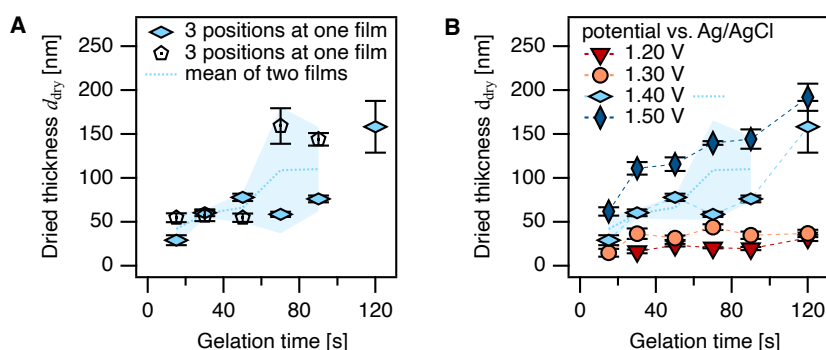 A
3 positions at one film
3 positions at one film
mean of two films
Dried thickness d_dry [nm]
250
200
150
100
50
0
0
40
80
120
Gelation time [s]
B
potential vs. Ag/AgCl
1.20 V
1.30 V
1.40 V
1.50 V
Dried thikcness d_dry [nm]
250
200
150
100
50
0
0
40
80
120
Gelation time [s]